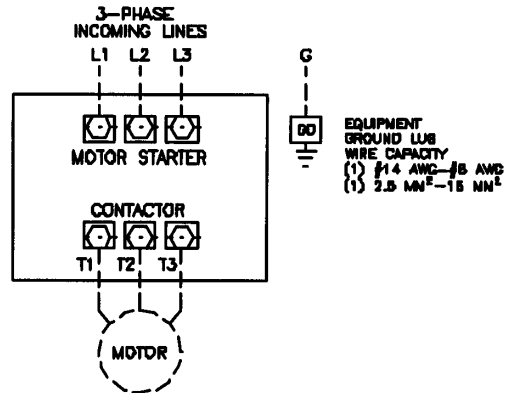 3-PHASE
INCOMING LINES
L1 L2 L3 G
EQUIPMENT
GROUND LUG
WIRE CAPACITY
(1) #14 AWG-#6 AWG
(1) 2.5 MM²-16 MM²
MOTOR STARTER
CONTACTOR
T1 T2 T3
MOTOR